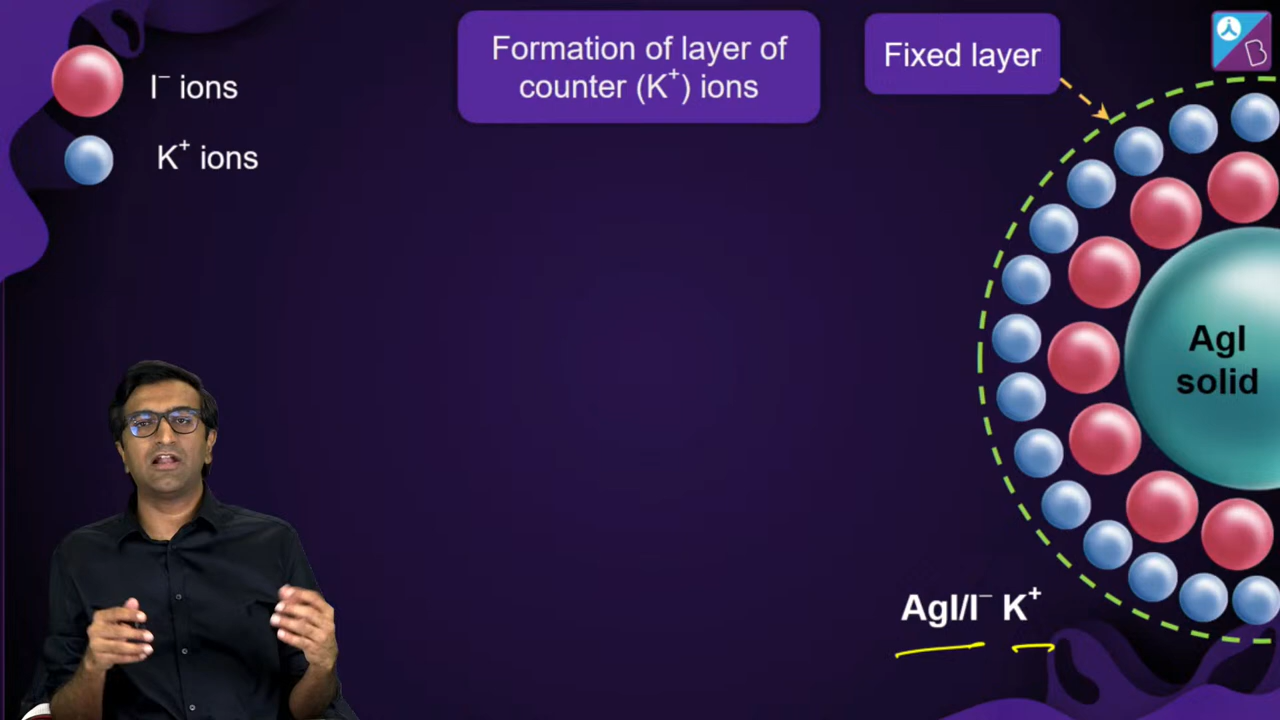 I⁻ ions
K⁺ ions
Formation of layer of
counter (K⁺) ions
Fixed layer
B
AgI
solid
AgI/I⁻ K⁺